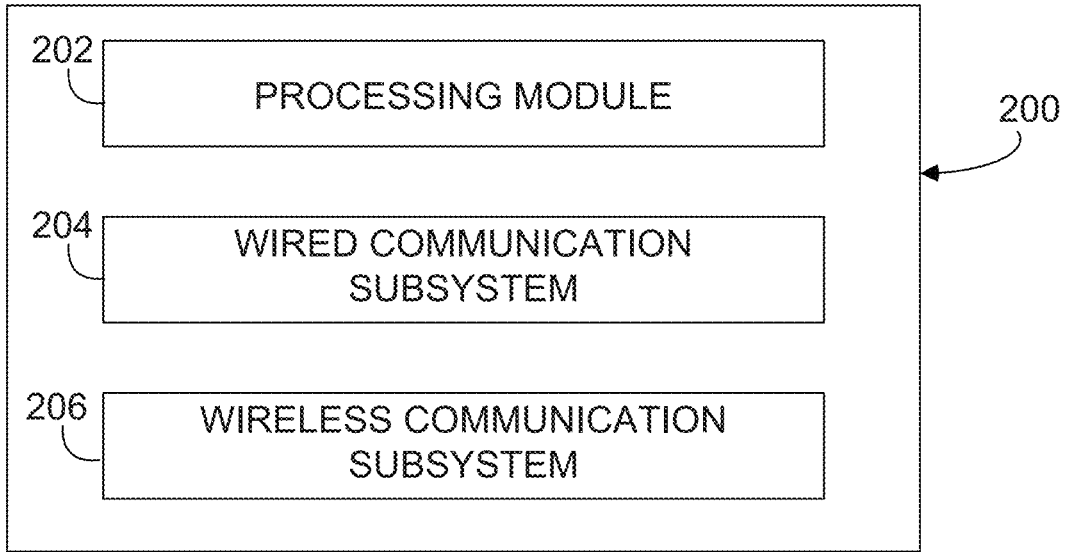 202
PROCESSING MODULE
200
204
WIRED COMMUNICATION
SUBSYSTEM
206
WIRELESS COMMUNICATION
SUBSYSTEM